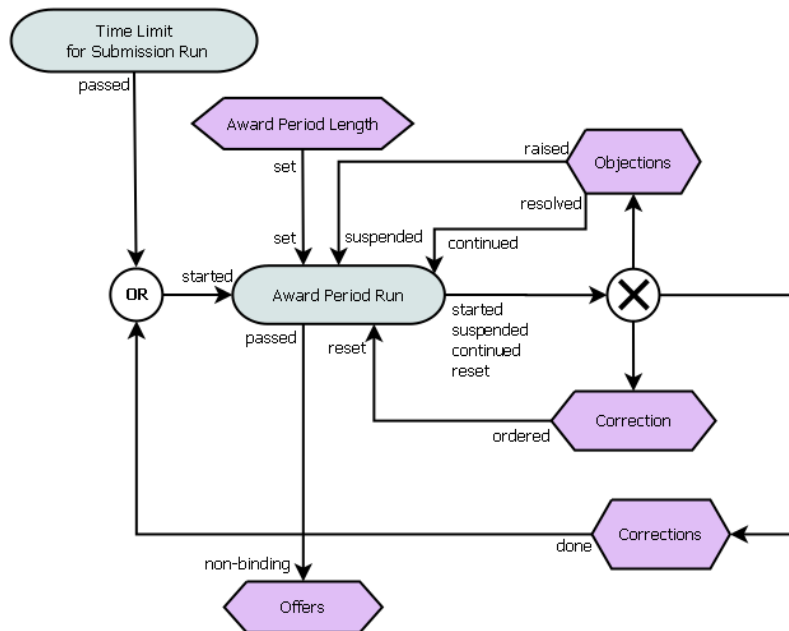 Time Limit
for Submission Run
passed
Award Period Length
set
raised
Objections
resolved
set
suspended
continued
OR
started
Award Period Run
started
suspended
continued
reset
passed
reset
ordered
Correction
done
Corrections
non-binding
Offers